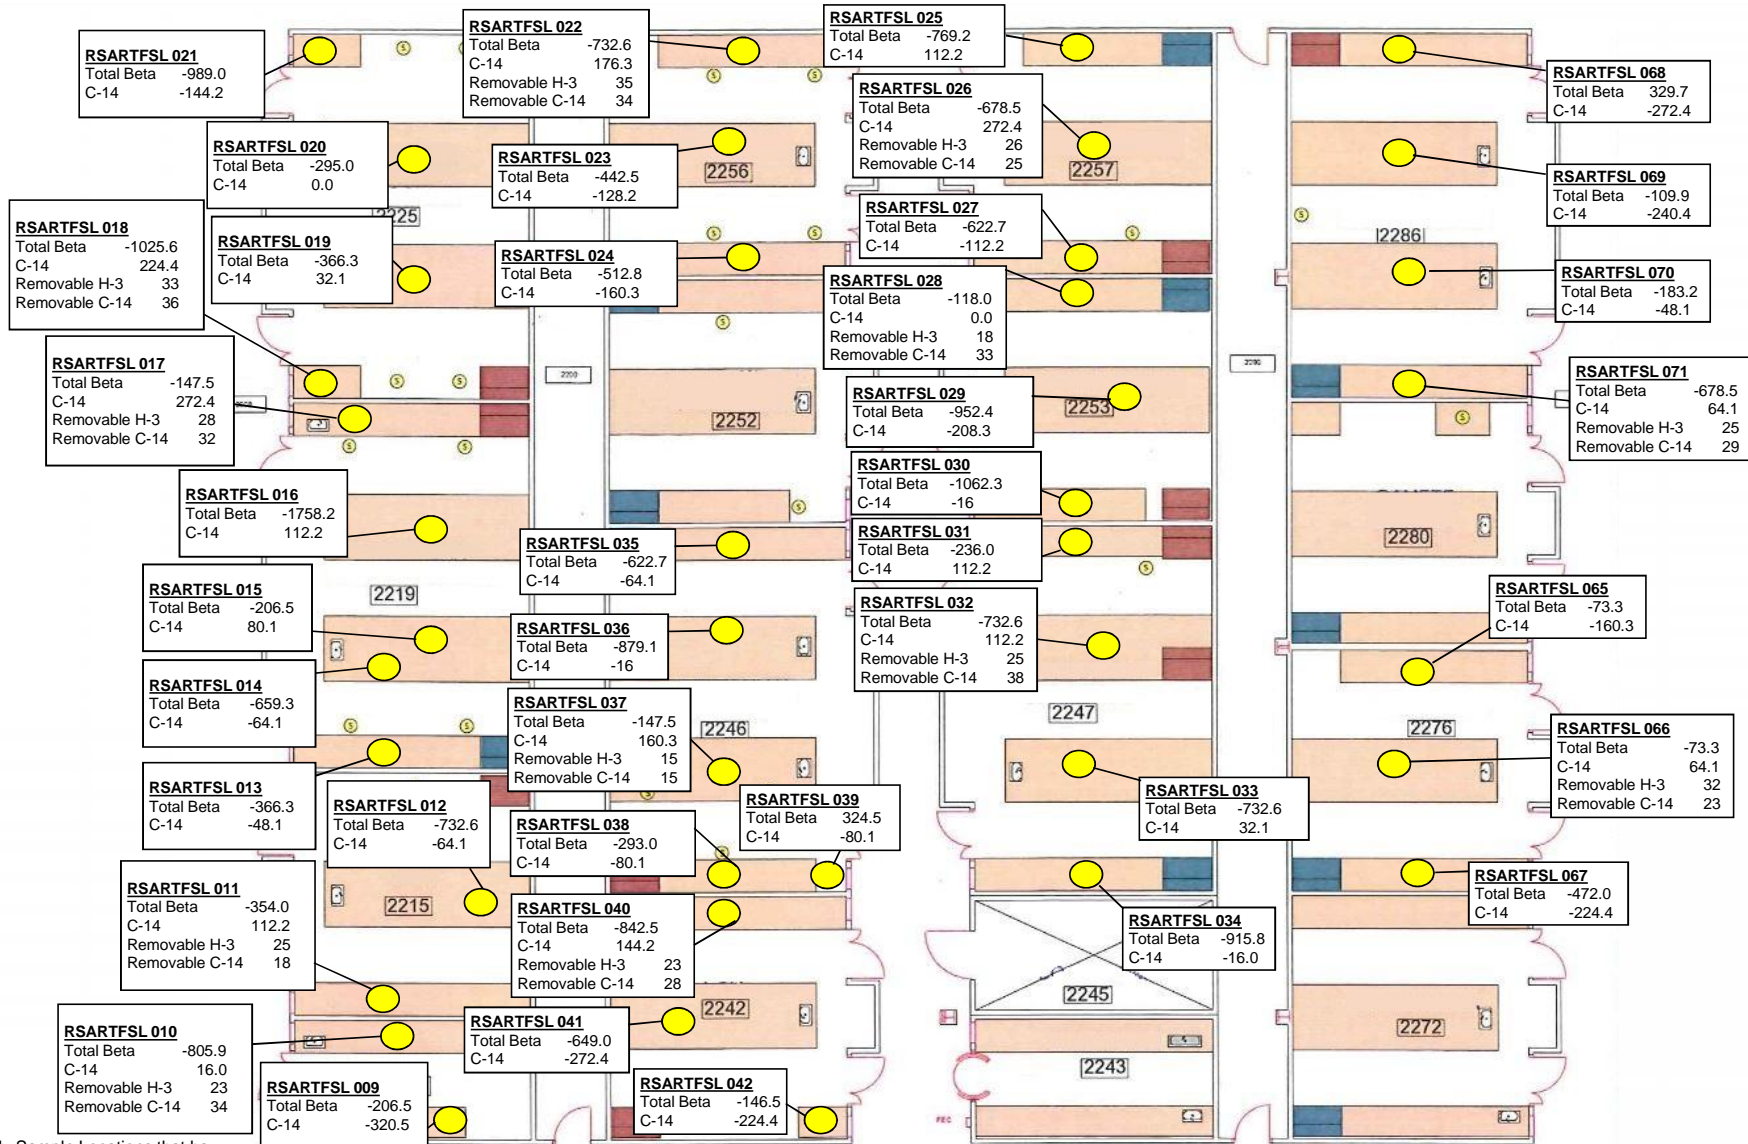 RSARTFSL 021
Total Beta -989.0
C-14 -144.2
RSARTFSL 022
Total Beta -732.6
C-14 176.3
Removable H-3 35
Removable C-14 34
RSARTFSL 025
Total Beta -769.2
C-14 112.2
RSARTFSL 068
Total Beta 329.7
C-14 -272.4
RSARTFSL 026
Total Beta -678.5
C-14 272.4
Removable H-3 26
Removable C-14 25
RSARTFSL 020
Total Beta -295.0
C-14 0.0
RSARTFSL 023
Total Beta -442.5
C-14 -128.2
2256
2257
RSARTFSL 069
Total Beta -109.9
C-14 -240.4
RSARTFSL 018
Total Beta -1025.6
C-14 224.4
Removable H-3 33
Removable C-14 36
2225
RSARTFSL 019
Total Beta -366.3
C-14 32.1
RSARTFSL 024
Total Beta -512.8
C-14 -160.3
RSARTFSL 027
Total Beta -622.7
C-14 -112.2
2286
RSARTFSL 028
Total Beta -118.0
C-14 0.0
Removable H-3 18
Removable C-14 33
RSARTFSL 070
Total Beta -183.2
C-14 -48.1
RSARTFSL 017
Total Beta -147.5
C-14 272.4
Removable H-3 28
Removable C-14 32
2200
2290
RSARTFSL 071
Total Beta -678.5
C-14 64.1
Removable H-3 25
Removable C-14 29
2252
RSARTFSL 029
Total Beta -952.4
C-14 -208.3
2253
RSARTFSL 016
Total Beta -1758.2
C-14 112.2
RSARTFSL 030
Total Beta -1062.3
C-14 -16
RSARTFSL 035
Total Beta -622.7
C-14 -64.1
RSARTFSL 031
Total Beta -236.0
C-14 112.2
2280
RSARTFSL 015
Total Beta -206.5
C-14 80.1
2219
RSARTFSL 032
Total Beta -732.6
C-14 112.2
Removable H-3 25
Removable C-14 38
RSARTFSL 065
Total Beta -73.3
C-14 -160.3
RSARTFSL 036
Total Beta -879.1
C-14 -16
RSARTFSL 014
Total Beta -659.3
C-14 -64.1
RSARTFSL 037
Total Beta -147.5
C-14 160.3
Removable H-3 15
Removable C-14 15
2246
2247
2276
RSARTFSL 066
Total Beta -73.3
C-14 64.1
Removable H-3 32
Removable C-14 23
RSARTFSL 013
Total Beta -366.3
C-14 -48.1
RSARTFSL 012
Total Beta -732.6
C-14 -64.1
RSARTFSL 038
Total Beta -293.0
C-14 -80.1
RSARTFSL 039
Total Beta 324.5
C-14 -80.1
RSARTFSL 033
Total Beta -732.6
C-14 32.1
RSARTFSL 011
Total Beta -354.0
C-14 112.2
Removable H-3 25
Removable C-14 18
2215
RSARTFSL 040
Total Beta -842.5
C-14 144.2
Removable H-3 23
Removable C-14 28
RSARTFSL 034
Total Beta -915.8
C-14 -16.0
RSARTFSL 067
Total Beta -472.0
C-14 -224.4
2245
2242
2272
RSARTFSL 010
Total Beta -805.9
C-14 16.0
Removable H-3 23
Removable C-14 34
RSARTFSL 041
Total Beta -649.0
C-14 -272.4
2243
RSARTFSL 009
Total Beta -206.5
C-14 -320.5
RSARTFSL 042
Total Beta -146.5
C-14 -224.4
FEC